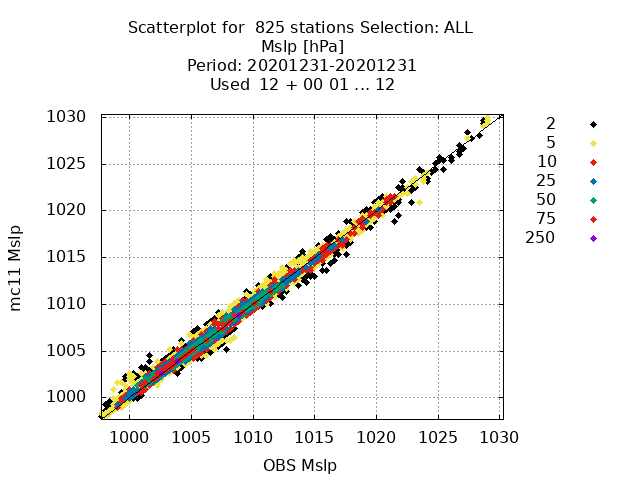 Scatterplot for  825 stations Selection: ALL
Mslp [hPa]
Period: 20201231-20201231
Used  12 + 00 01 ... 12
1030
1025
1020
1015
1010
1005
1000
mc11 Mslp
1000 1005 1010 1015 1020 1025 1030
OBS Mslp
2
5
10
25
50
75
250